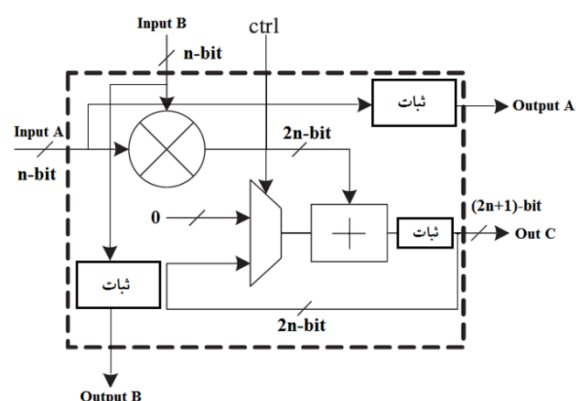 Input B
ctrl
n-bit
ثبات
Output A
Input A
n-bit
2n-bit
0
(2n+1)-bit
ثبات
Out C
ثبات
2n-bit
Output B